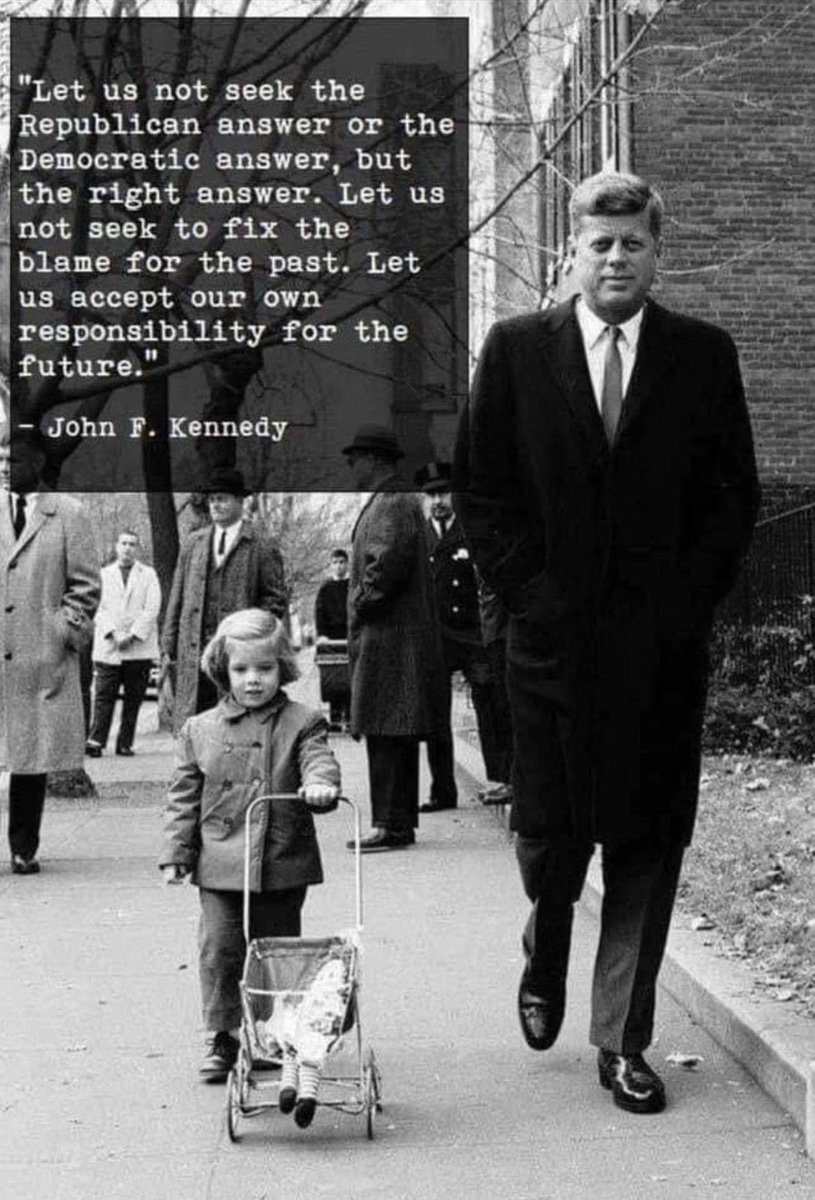 "Let us not seek the
Republican answer or the
Democratic answer, but
the right answer. Let us
not seek to fix the
blame for the past. Let
us accept our own
responsibility for the
future."
- John F. Kennedy